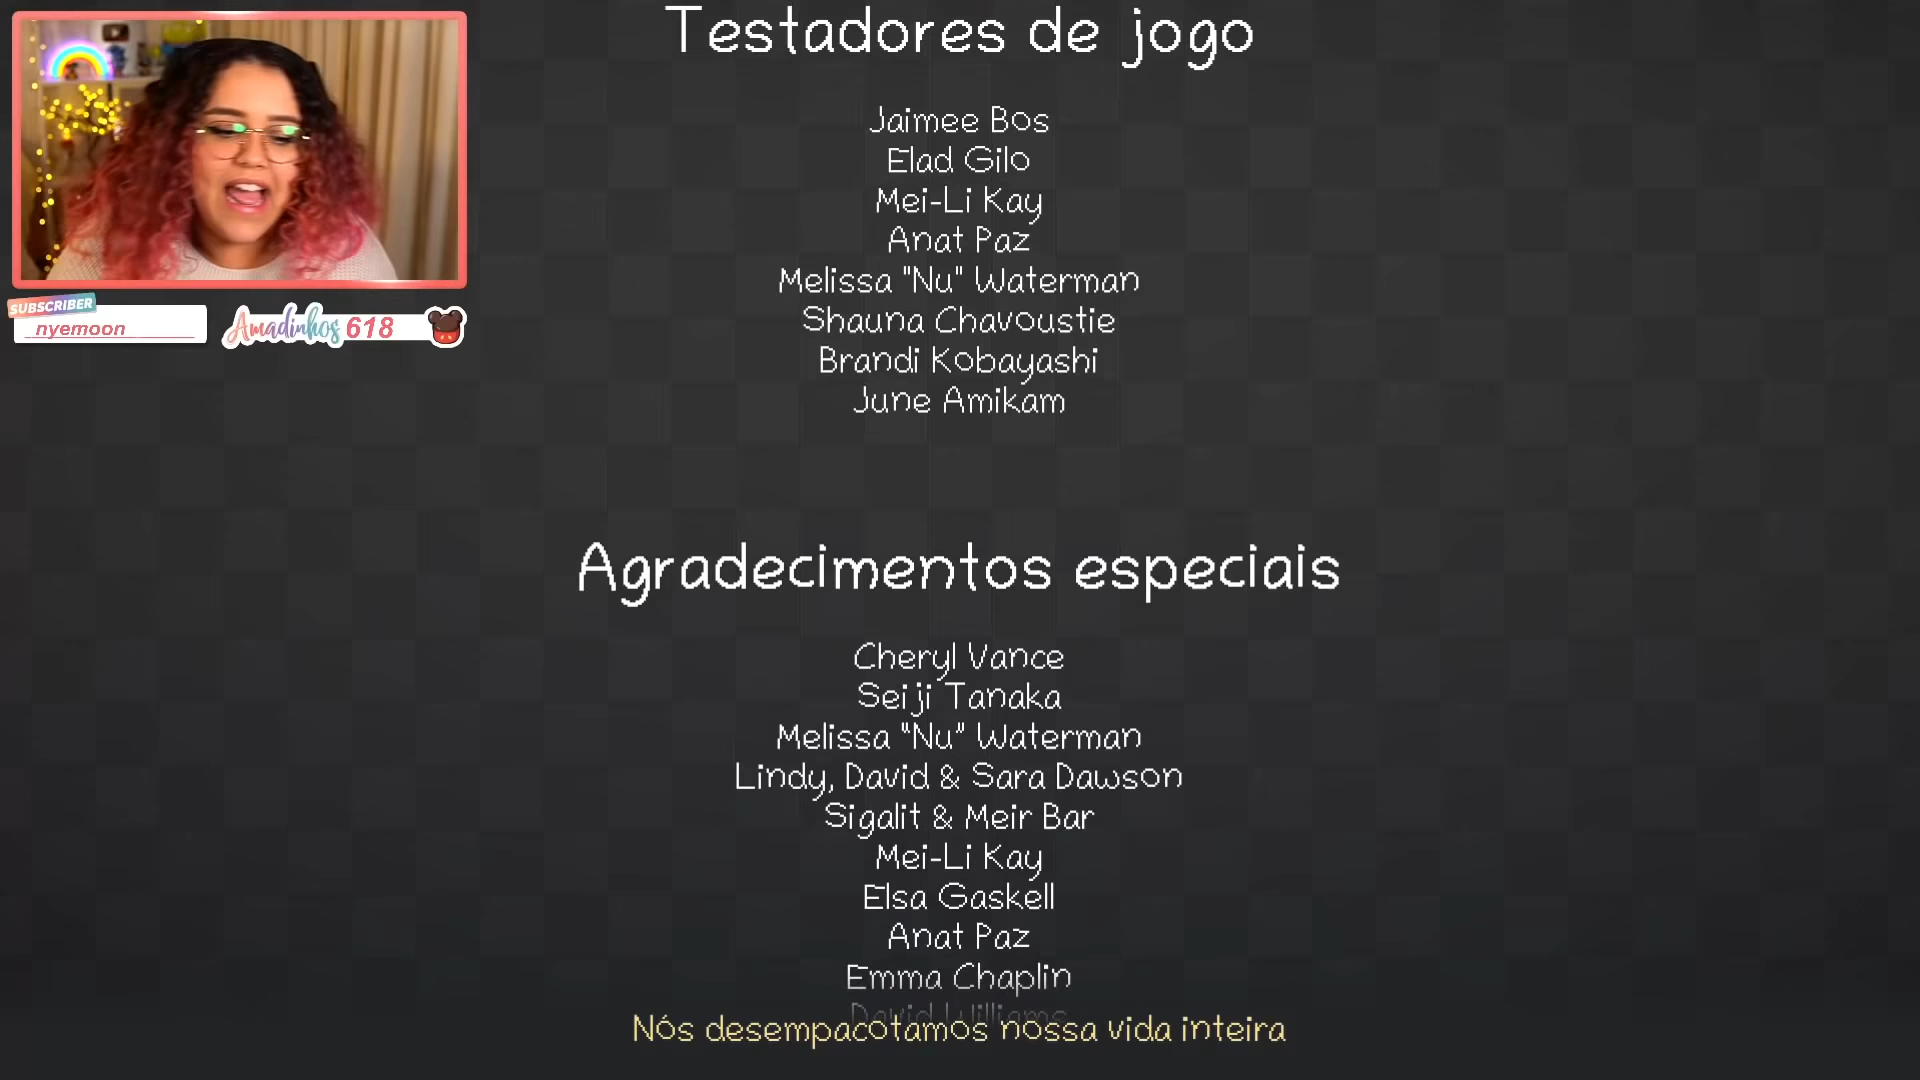 Testadores de jogo
Jaimee Bos
Elad Gilo
Mei-Li Kay
Anat Paz
Melissa "Nu" Waterman
Shauna Chavoustie
Brandi Kobayashi
June Amikam
SUBSCRIBER
nyemoon
Amadinhos 618
Agradecimentos especiais
Cheryl Vance
Seiji Tanaka
Melissa “Nu” Waterman
Lindy, David & Sara Dawson
Sigalit & Meir Bar
Mei-Li Kay
Elsa Gaskell
Anat Paz
Emma Chaplin
David Williams
Nós desempacotamos nossa vida inteira